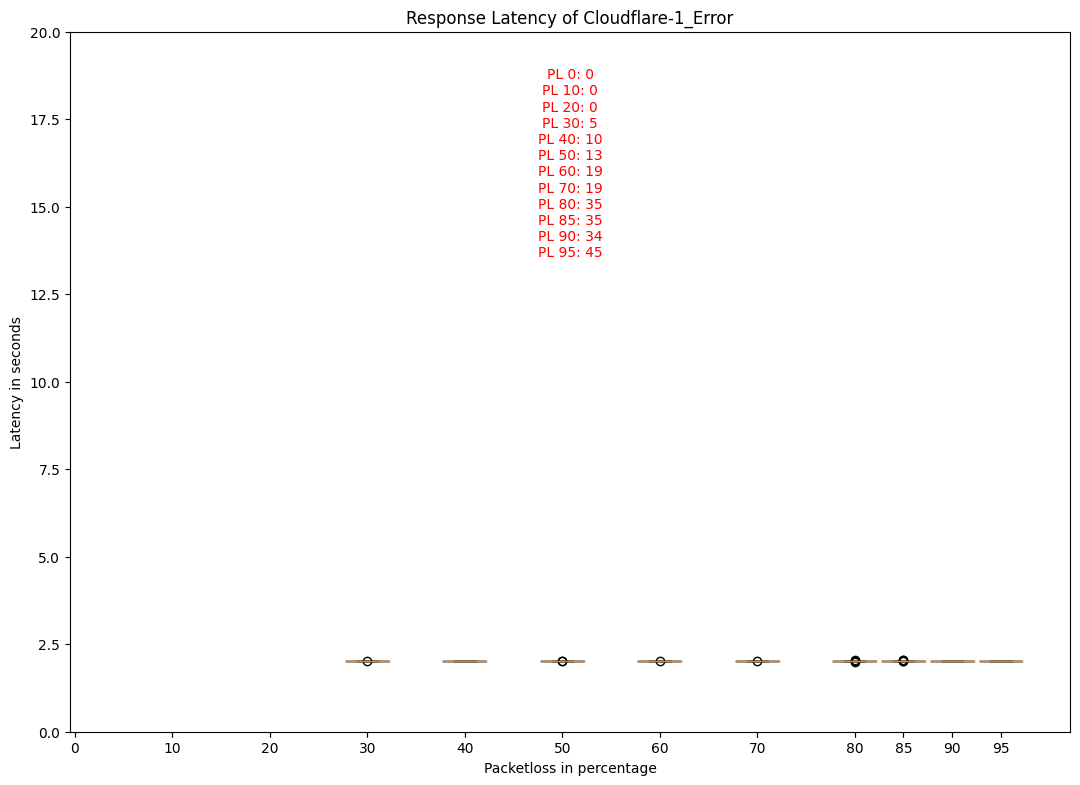 Response Latency of Cloudflare-1_Error
20.0
17.5
15.0
12.5
10.0
7.5
5.0
2.5
0.0
Latency in seconds
PL 0: 0
PL 10: 0
PL 20: 0
PL 30: 5
PL 40: 10
PL 50: 13
PL 60: 19
PL 70: 19
PL 80: 35
PL 85: 35
PL 90: 34
PL 95: 45
0 10 20 30 40 50 60 70 80 85 90 95
Packetloss in percentage